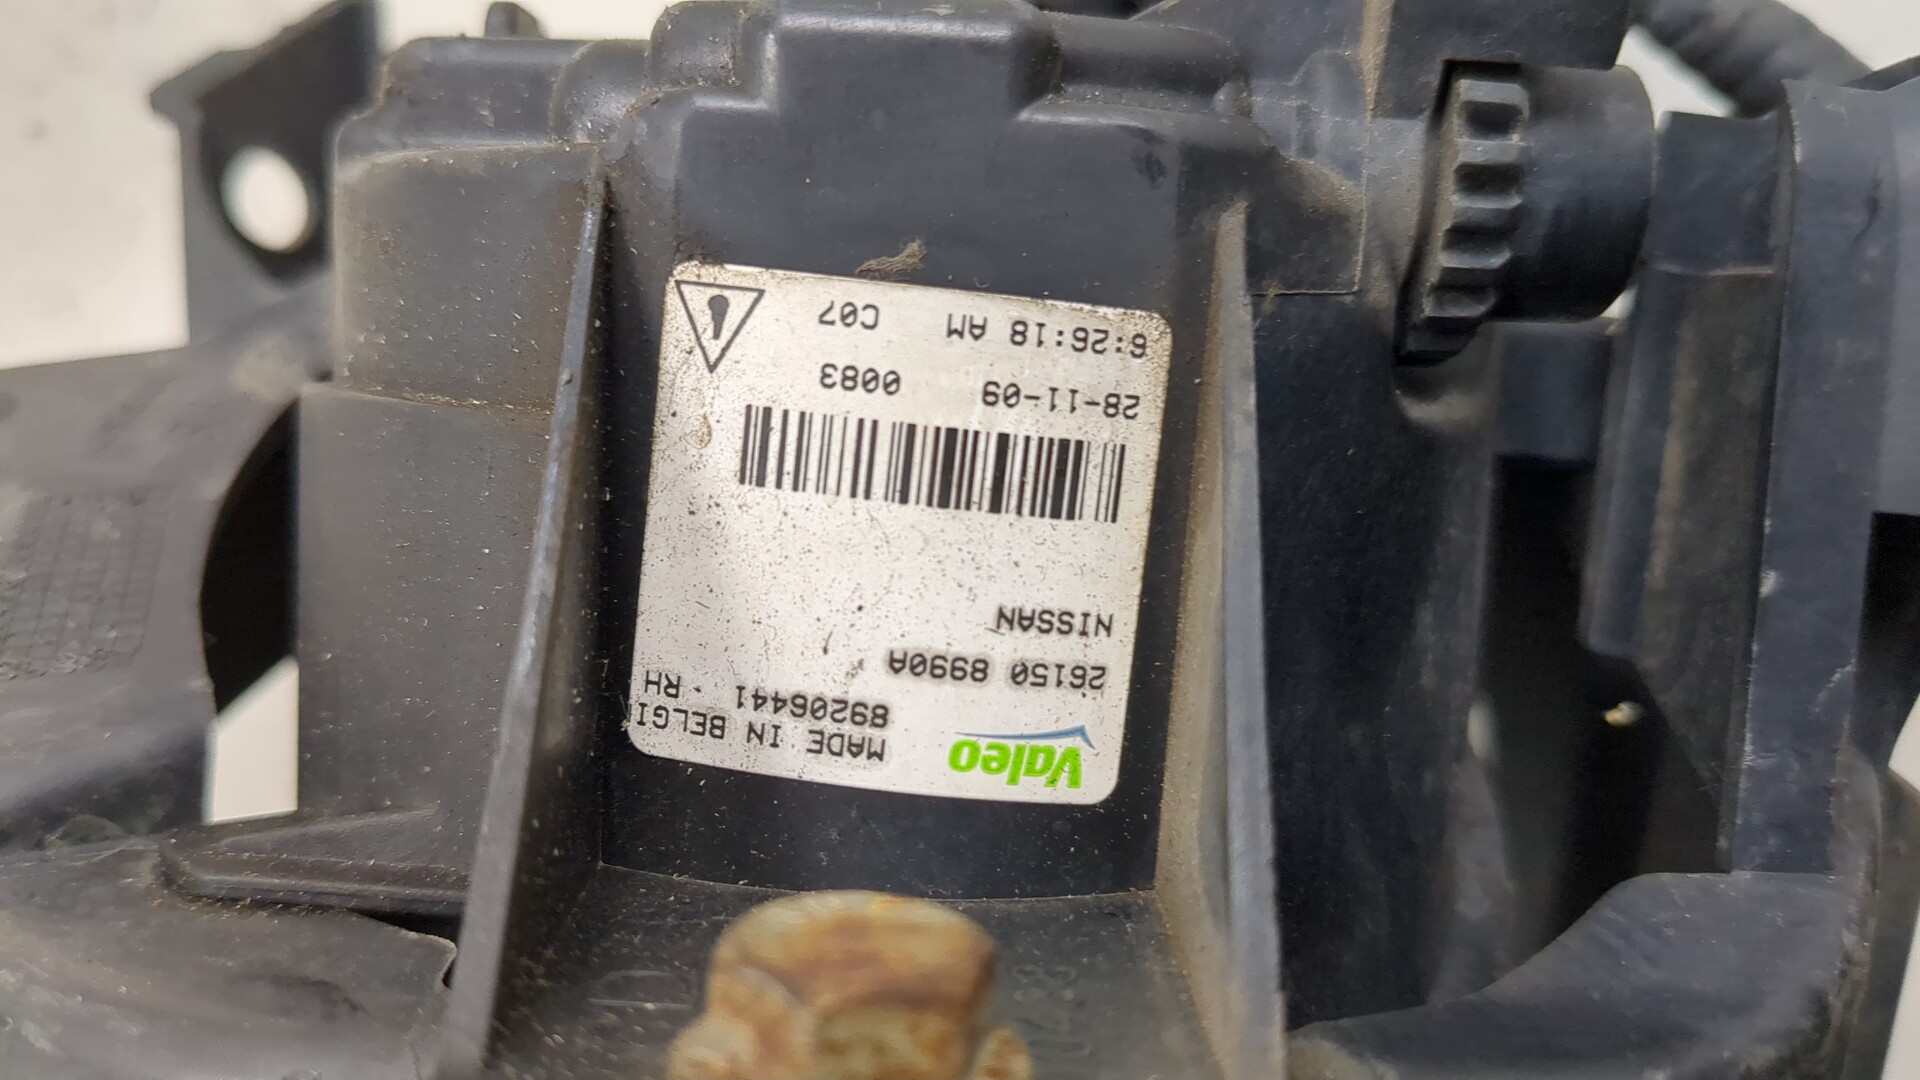 Valeo
MADE IN BELGI
89206441 · RH
26150 8990A
NISSAN
28-11-09 0083
6:26:18 AM C07